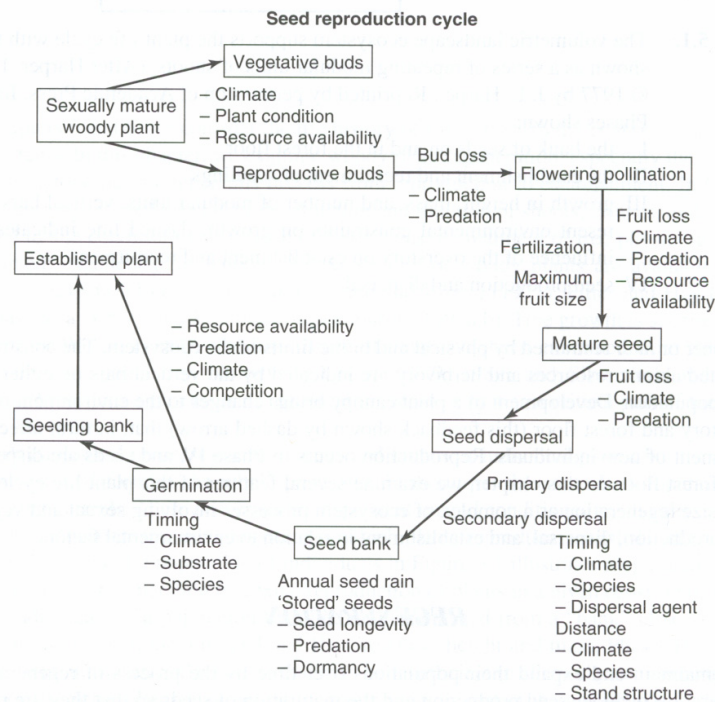 Seed reproduction cycle
Vegetative buds
Sexually mature
woody plant
– Climate
– Plant condition
– Resource availability
Reproductive buds
Bud loss
– Climate
– Predation
Flowering pollination
Fruit loss
– Climate
– Predation
– Resource
availability
Fertilization
Maximum
fruit size
Mature seed
Fruit loss
– Climate
– Predation
Seed dispersal
Primary dispersal
Secondary dispersal
Timing
– Climate
– Species
– Dispersal agent
Distance
– Climate
– Species
– Stand structure
Seed bank
Annual seed rain
'Stored' seeds
– Seed longevity
– Predation
– Dormancy
Germination
Timing
– Climate
– Substrate
– Species
Seeding bank
Established plant
– Resource availability
– Predation
– Climate
– Competition